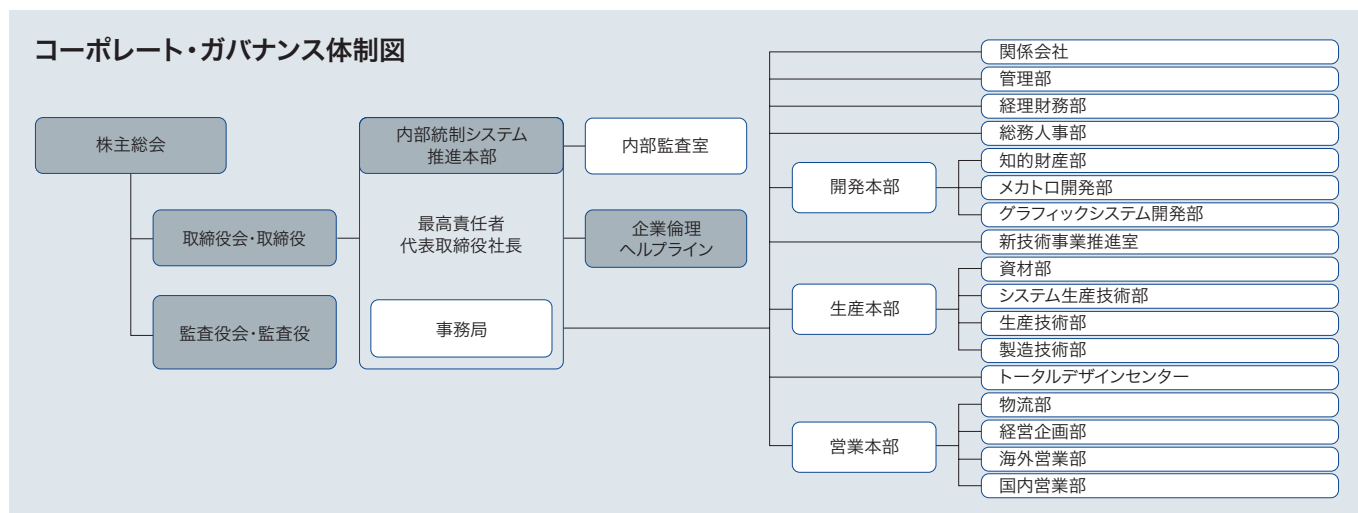 コーポレート・ガバナンス体制図
株主総会
取締役会・取締役
監査役会・監査役
内部統制システム
推進本部
最高責任者
代表取締役社長
事務局
内部監査室
企業倫理
ヘルプライン
関係会社
管理部
経理財務部
総務人事部
開発本部
知的財産部
メカトロ開発部
グラフィックシステム開発部
新技術事業推進室
生産本部
資材部
システム生産技術部
生産技術部
製造技術部
トータルデザインセンター
営業本部
物流部
経営企画部
海外営業部
国内営業部